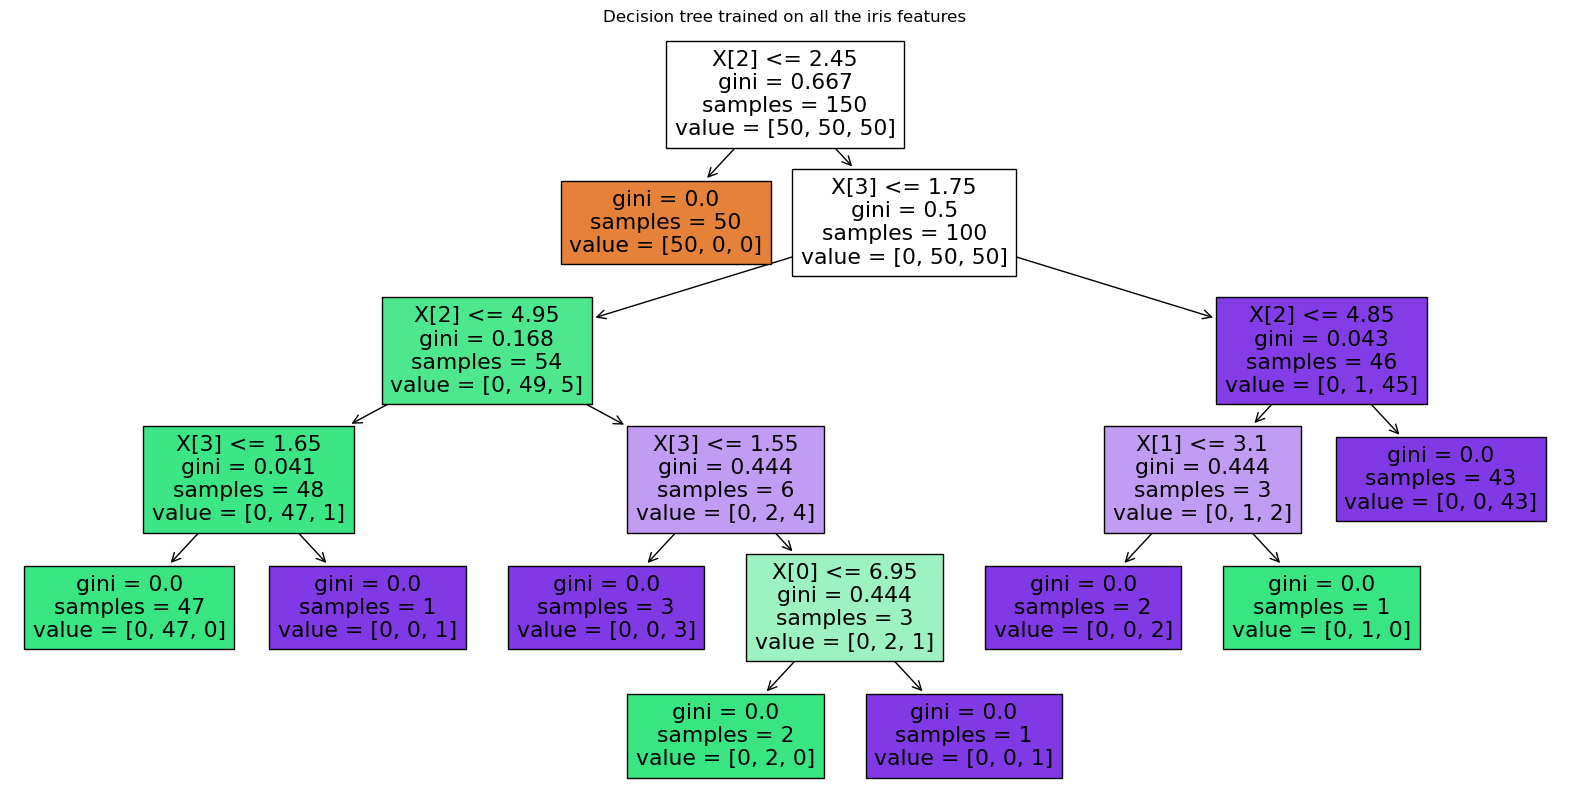 Decision tree trained on all the iris features
X[2] <= 2.45
gini = 0.667
samples = 150
value = [50, 50, 50]
gini = 0.0
samples = 50
value = [50, 0, 0]
X[3] <= 1.75
gini = 0.5
samples = 100
value = [0, 50, 50]
X[2] <= 4.95
gini = 0.168
samples = 54
value = [0, 49, 5]
X[2] <= 4.85
gini = 0.043
samples = 46
value = [0, 1, 45]
X[3] <= 1.65
gini = 0.041
samples = 48
value = [0, 47, 1]
X[3] <= 1.55
gini = 0.444
samples = 6
value = [0, 2, 4]
X[1] <= 3.1
gini = 0.444
samples = 3
value = [0, 1, 2]
gini = 0.0
samples = 43
value = [0, 0, 43]
gini = 0.0
samples = 47
value = [0, 47, 0]
gini = 0.0
samples = 1
value = [0, 0, 1]
gini = 0.0
samples = 3
value = [0, 0, 3]
X[0] <= 6.95
gini = 0.444
samples = 3
value = [0, 2, 1]
gini = 0.0
samples = 2
value = [0, 0, 2]
gini = 0.0
samples = 1
value = [0, 1, 0]
gini = 0.0
samples = 2
value = [0, 2, 0]
gini = 0.0
samples = 1
value = [0, 0, 1]